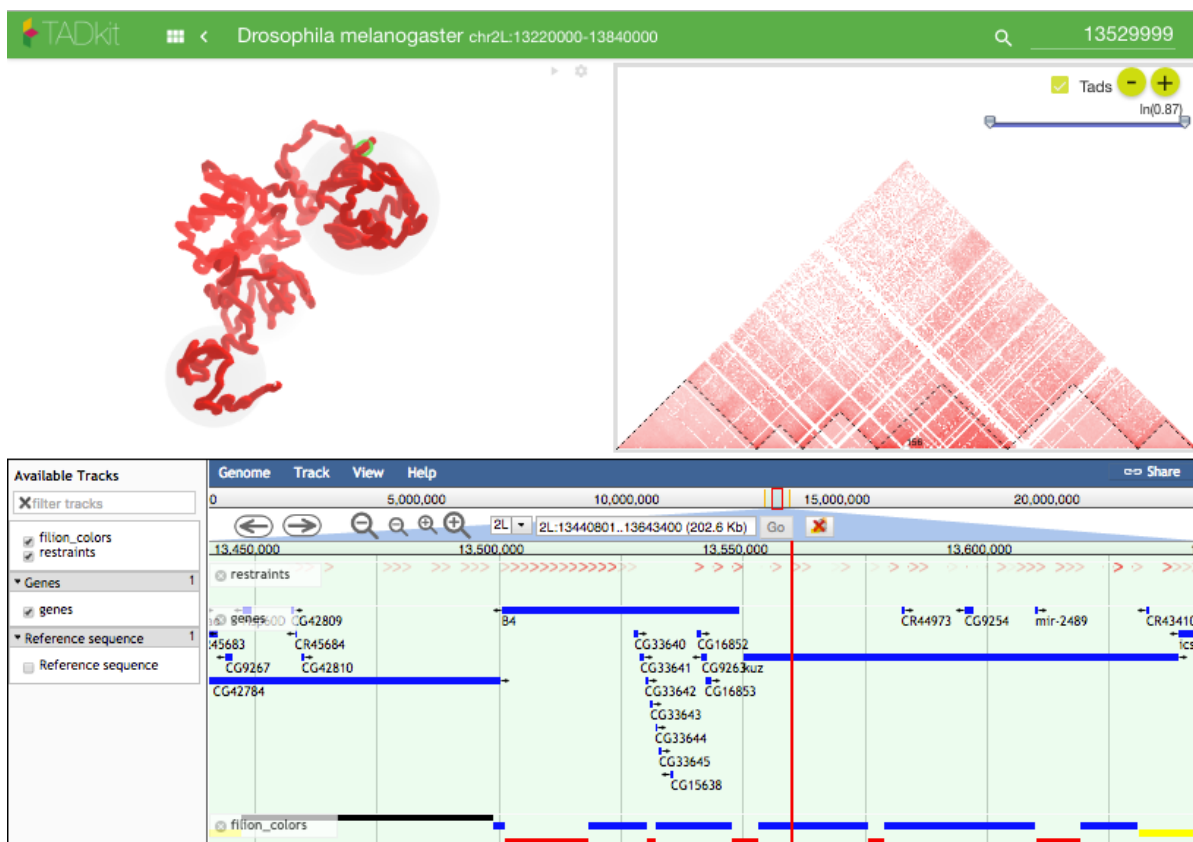 TADkit
Drosophila melanogaster chr2L:13220000-13840000
13529999
Tads - +
ln(0.87)
156
Available Tracks
filter tracks
filion_colors
restraints
Genes 1
genes
Reference sequence 1
Reference sequence
Genome Track View Help Share
0 5,000,000 10,000,000 15,000,000 20,000,000
2L 2L:13440801..13643400 (202.6 Kb) Go
13,450,000 13,500,000 13,550,000 13,600,000
restraints
genes
CG42809 B4 CR44973 CG9254 mir-2489 CR43410
CR45684 CG33640 CG16852 ics
CG9267 CG42810 CG33641 CG9263 kuz
CG42784 CG33642 CG16853
CG33643
CG33644
CG33645
CG15638
filion_colors